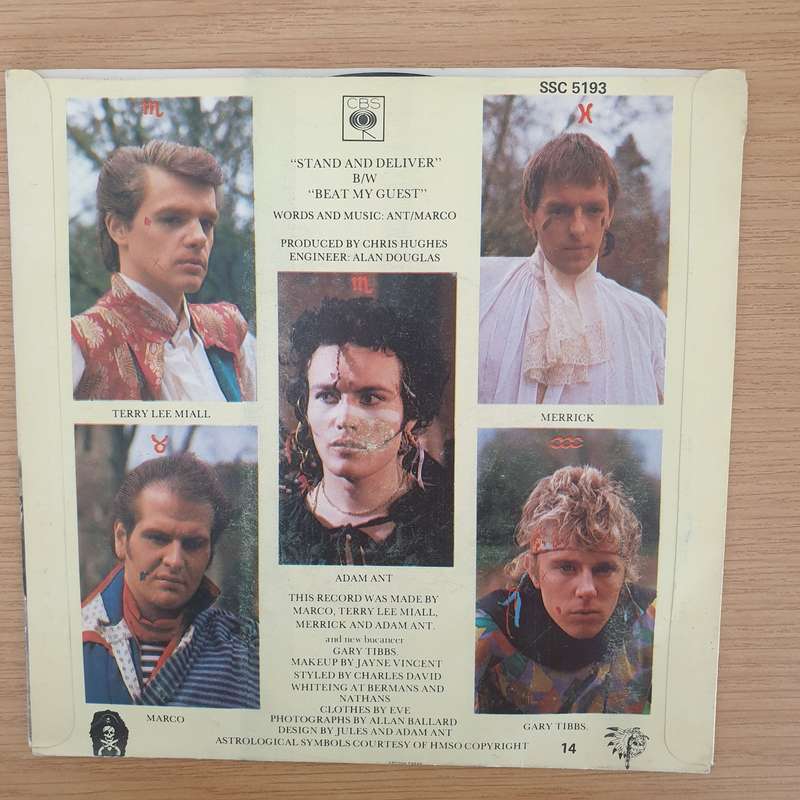 SSC 5193
CBS
"STAND AND DELIVER"
B/W
"BEAT MY GUEST"
WORDS AND MUSIC: ANT/MARCO
PRODUCED BY CHRIS HUGHES
ENGINEER: ALAN DOUGLAS
TERRY LEE MIALL
MERRICK
ADAM ANT
THIS RECORD WAS MADE BY
MARCO, TERRY LEE MIALL,
MERRICK AND ADAM ANT.
and new bucaneer
GARY TIBBS.
MAKEUP BY JAYNE VINCENT
STYLED BY CHARLES DAVID
WHITEING AT BERMANS AND
NATHANS
CLOTHES BY EVE
PHOTOGRAPHS BY ALLAN BALLARD
DESIGN BY JULES AND ADAM ANT
ASTROLOGICAL SYMBOLS COURTESY OF HMSO COPYRIGHT
MARCO
GARY TIBBS.
14